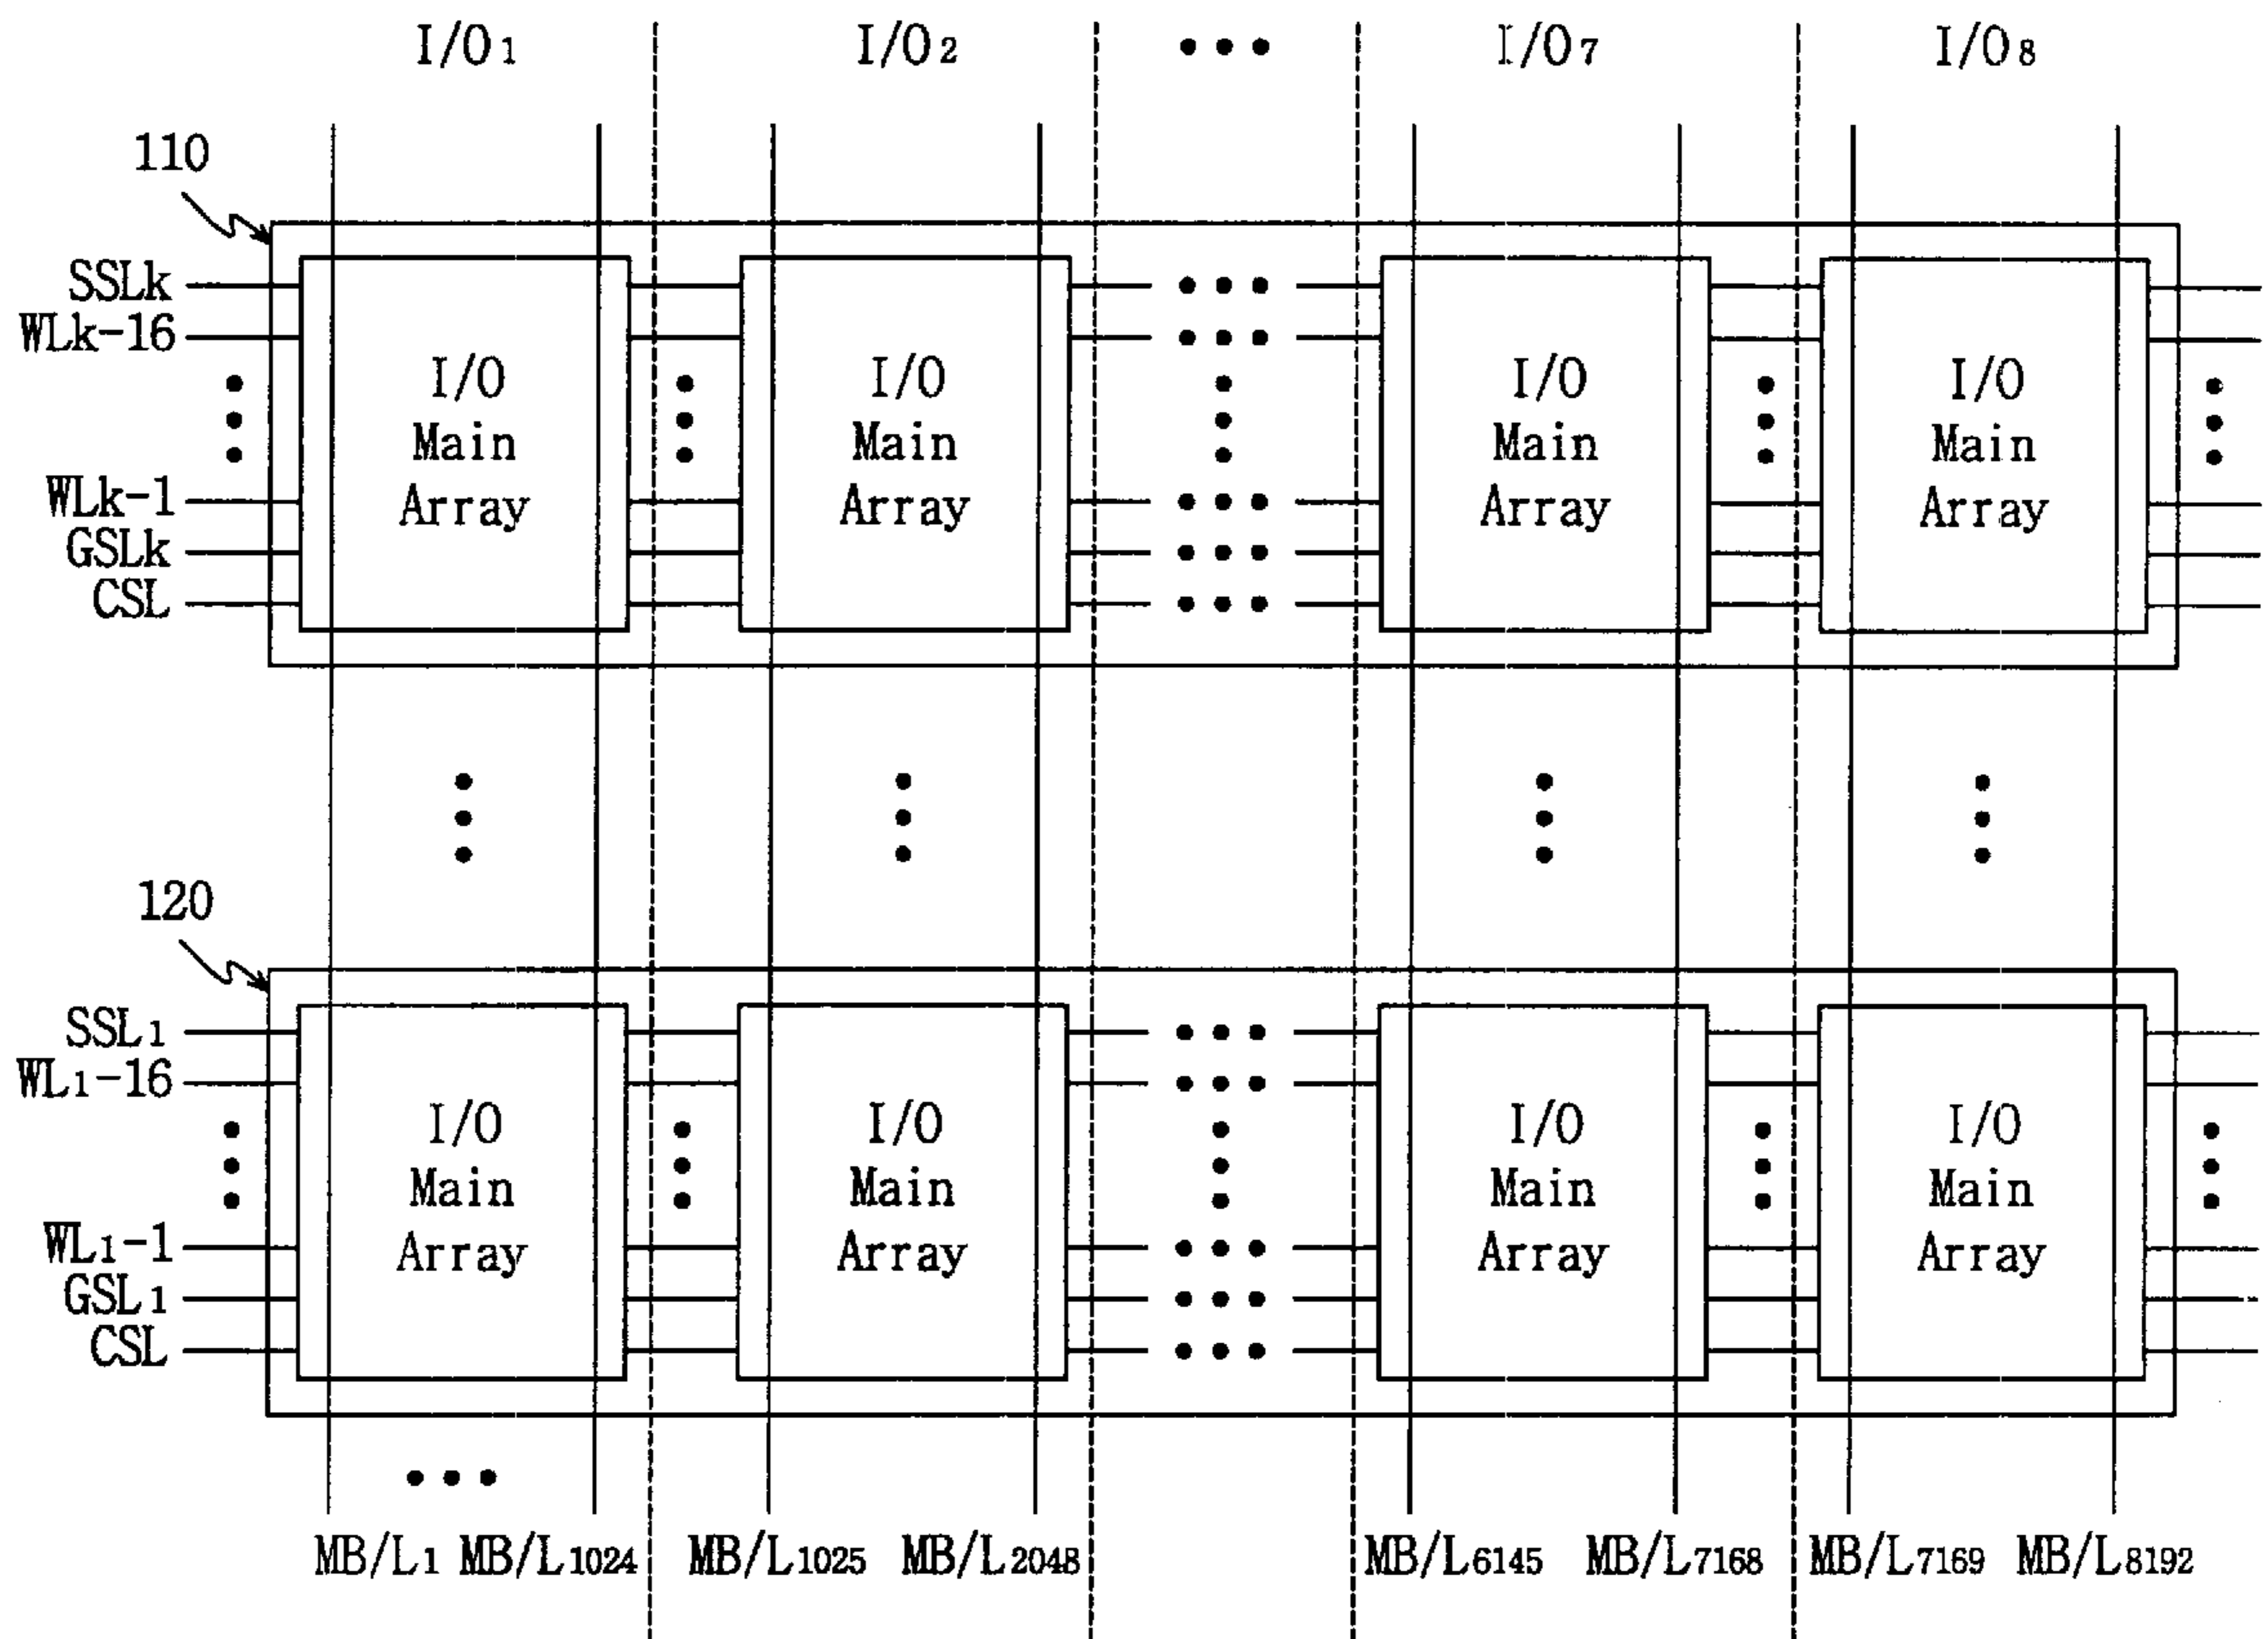 I/O1 I/O2 ••• I/O7 I/O8
110
SSLk
WLk-16
WLk-1
GSLk
CSL
I/O Main Array
I/O Main Array
I/O Main Array
I/O Main Array
120
SSL1
WL1-16
WL1-1
GSL1
CSL
I/O Main Array
I/O Main Array
I/O Main Array
I/O Main Array
MB/L1 MB/L1024 MB/L1025 MB/L2048 MB/L6145 MB/L7168 MB/L7169 MB/L8192